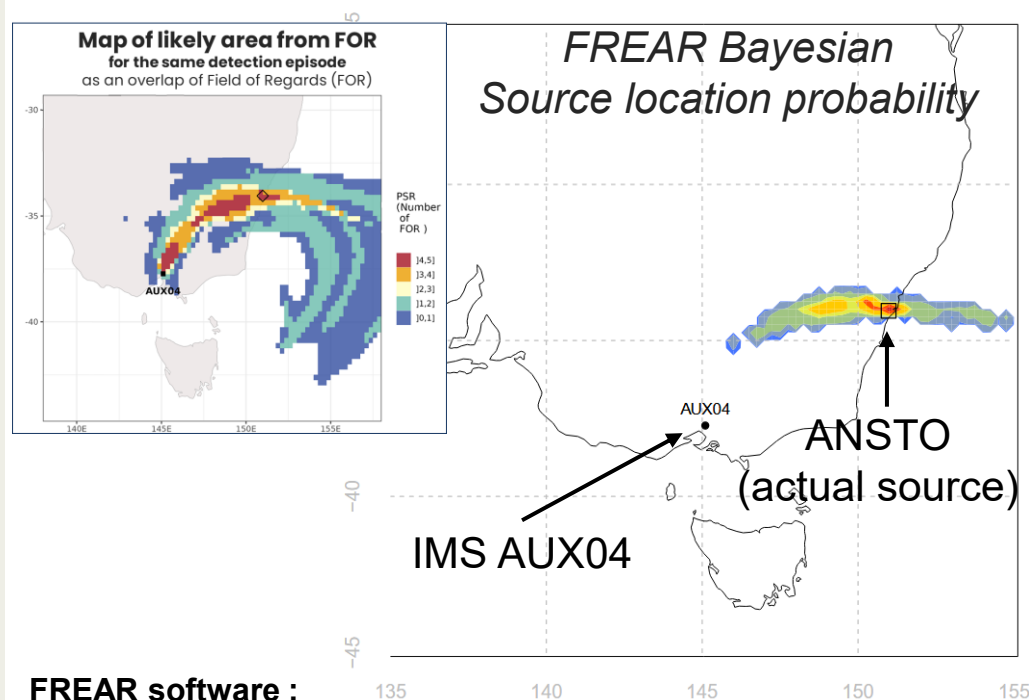 Map of likely area from FOR
for the same detection episode
as an overlap of Field of Regards (FOR)
-30
-35
-40
140E
145E
150E
155E
AUX04
PSR
(Number
of
FOR )
]4,5]
]3,4]
]2,3]
]1,2]
]0,1]
FREAR Bayesian
Source location probability
AUX04
ANSTO
(actual source)
IMS AUX04
−40
−45
135
140
145
150
155
FREAR software :